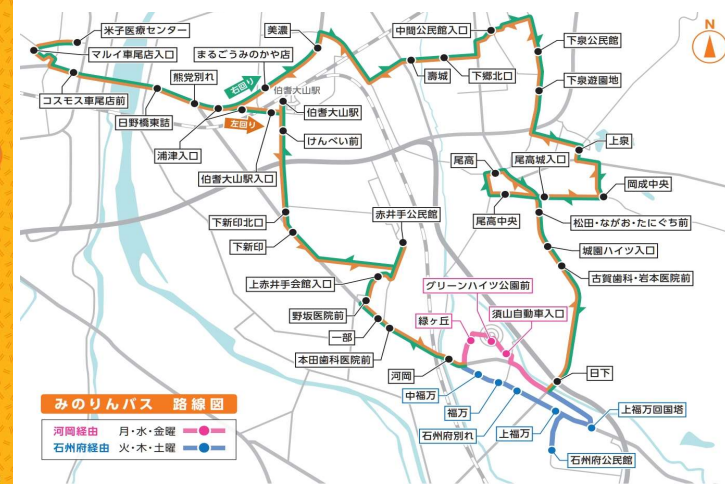 米子医療センター
マルイ車尾店入口
コスモス車尾店前
熊党別れ
日野橋東詰
まるごうみのかや店
美濃
右回り
左回り
伯耆大山駅
伯耆大山駅
けんぺい前
浦津入口
伯耆大山駅入口
中間公民館入口
壽城
下郷北口
下泉公民館
下泉遊園地
上泉
N
尾高
尾高城入口
岡成中央
尾高中央
松田・ながお・たにぐち前
城園ハイツ入口
古賀歯科・岩本医院前
下新印北口
下新印
赤井手公民館
上赤井手会館入口
野坂医院前
一部
本田歯科医院前
グリーンハイツ公園前
須山自動車入口
緑ヶ丘
河岡
日下
中福万
福万
石州府別れ
上福万
上福万回国塔
石州府公民館
みのりんバス 路線図
河岡経由 月・水・金曜
石州府経由 火・木・土曜